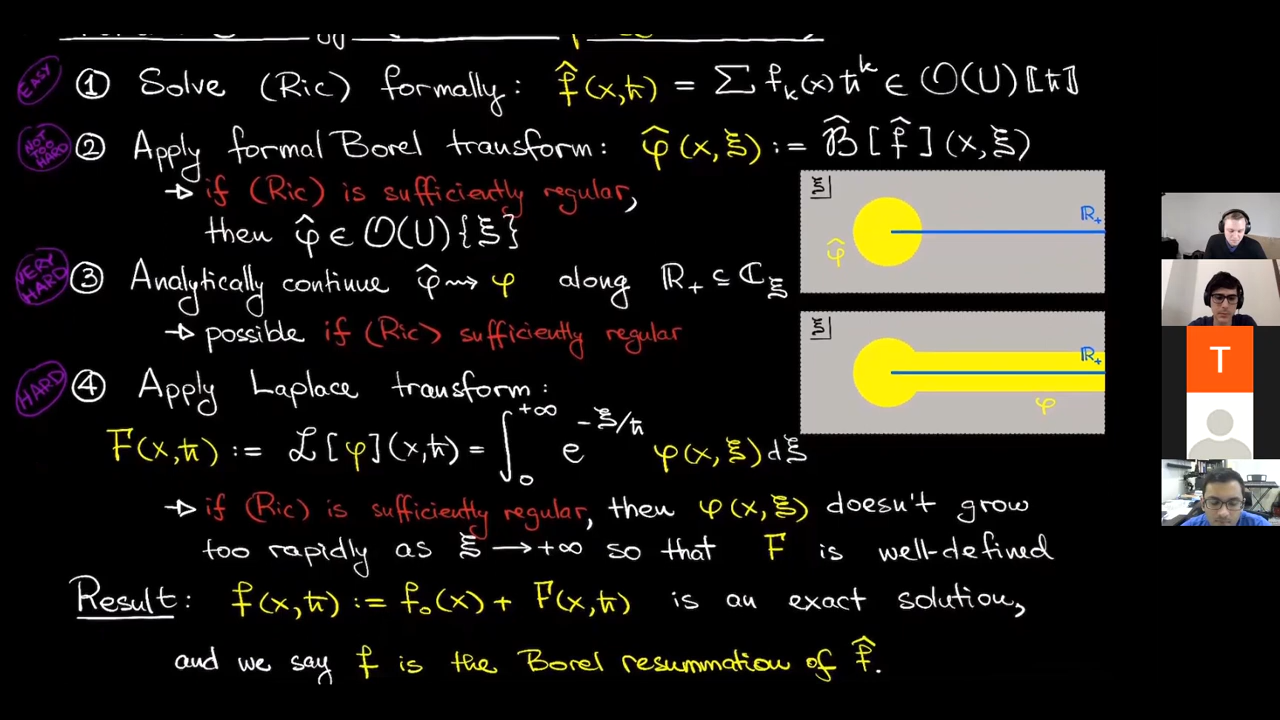 EASY ① Solve (Ric) formally: f̂(x,ħ) = ∑ fₖ(x) ħᵏ ∈ O(U)⟦ħ⟧
NOT TOO HARD ② Apply formal Borel transform: φ̂(x,ξ) := B̂[f̂](x,ξ)
→ if (Ric) is sufficiently regular,
then φ̂ ∈ O(U){ξ}
VERY HARD ③ Analytically continue φ̂ ⇝ φ along ℝ₊ ⊆ ℂ_ξ
→ possible if (Ric) sufficiently regular
HARD ④ Apply Laplace transform:
F(x,ħ) := ℒ[φ](x,ħ) = ∫₀^{+∞} e^{-ξ/ħ} φ(x,ξ) dξ
→ if (Ric) is sufficiently regular, then φ(x,ξ) doesn't grow
too rapidly as ξ → +∞ so that F is well-defined
Result: f(x,ħ) := f₀(x) + F(x,ħ) is an exact solution,
and we say f is the Borel resummation of f̂.
ξ
ℝ₊
φ̂
ξ
ℝ₊
φ
T